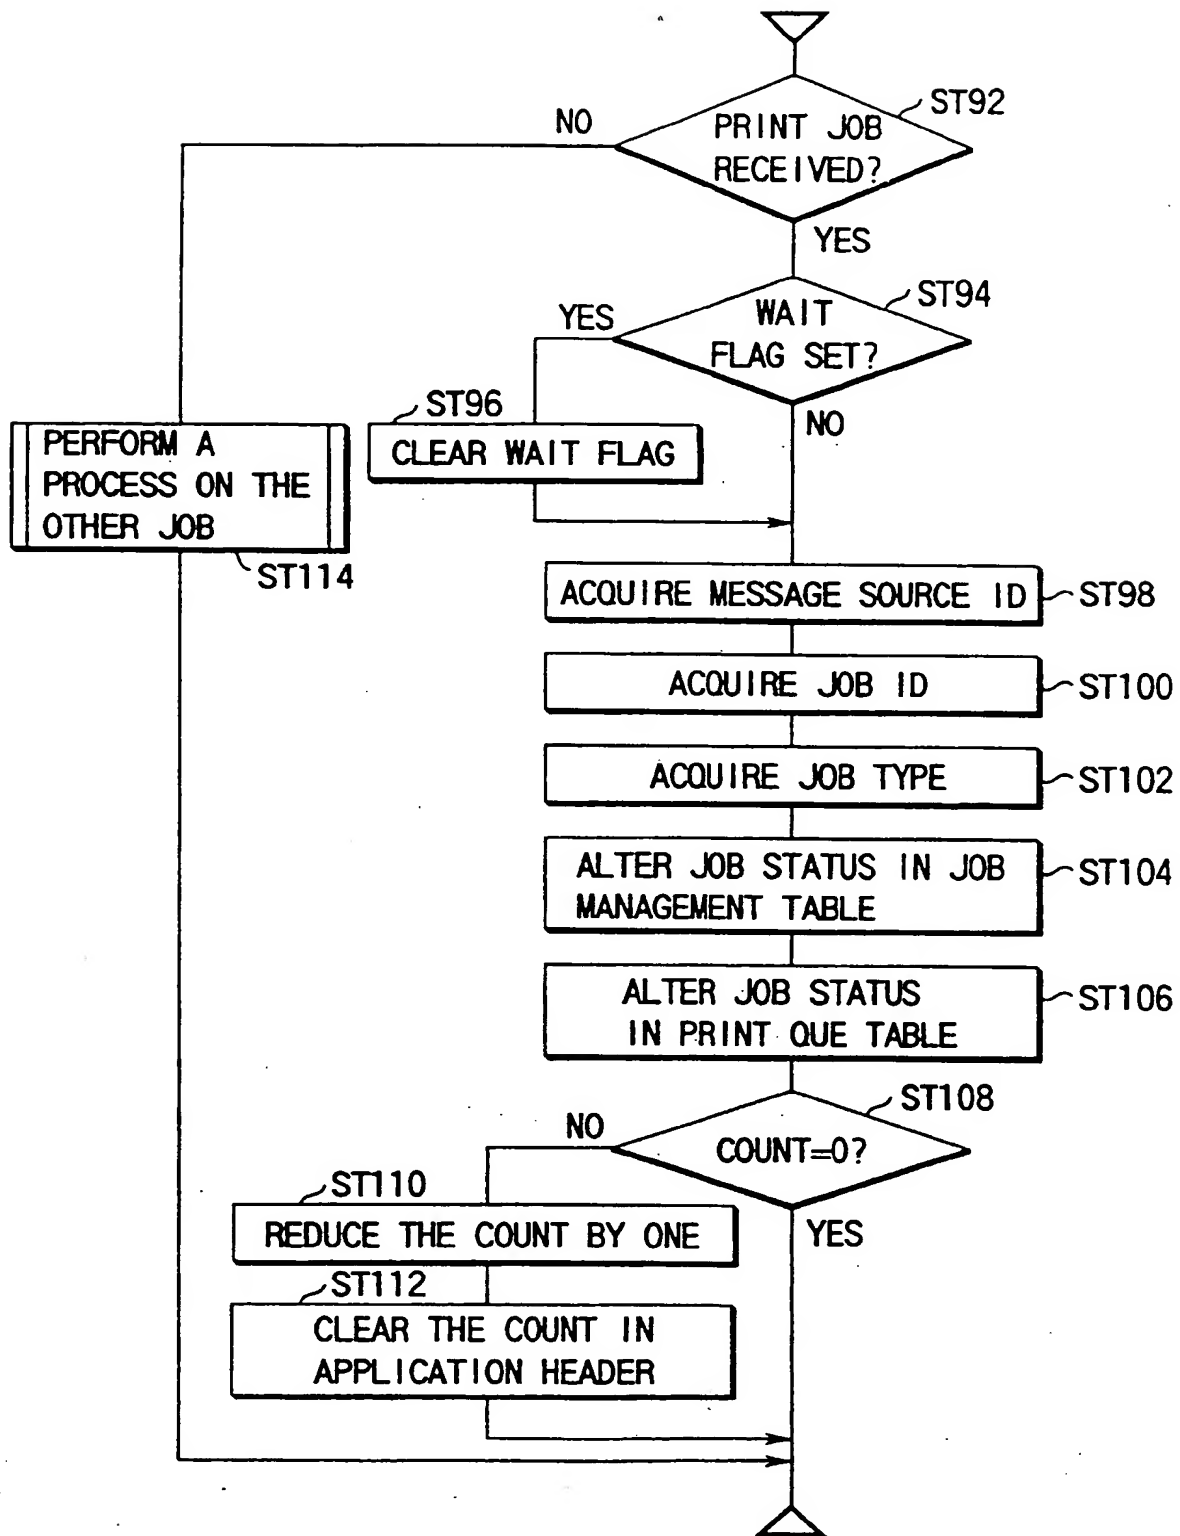 ST92
NO
PRINT JOB
RECEIVED?
YES
ST94
YES
WAIT
FLAG SET?
ST96
NO
CLEAR WAIT FLAG
PERFORM A
PROCESS ON THE
OTHER JOB
ST114
ACQUIRE MESSAGE SOURCE ID
ST98
ACQUIRE JOB ID
ST100
ACQUIRE JOB TYPE
ST102
ALTER JOB STATUS IN JOB
MANAGEMENT TABLE
ST104
ALTER JOB STATUS
IN PRINT QUE TABLE
ST106
ST108
NO
COUNT=0?
ST110
YES
REDUCE THE COUNT BY ONE
ST112
CLEAR THE COUNT IN
APPLICATION HEADER